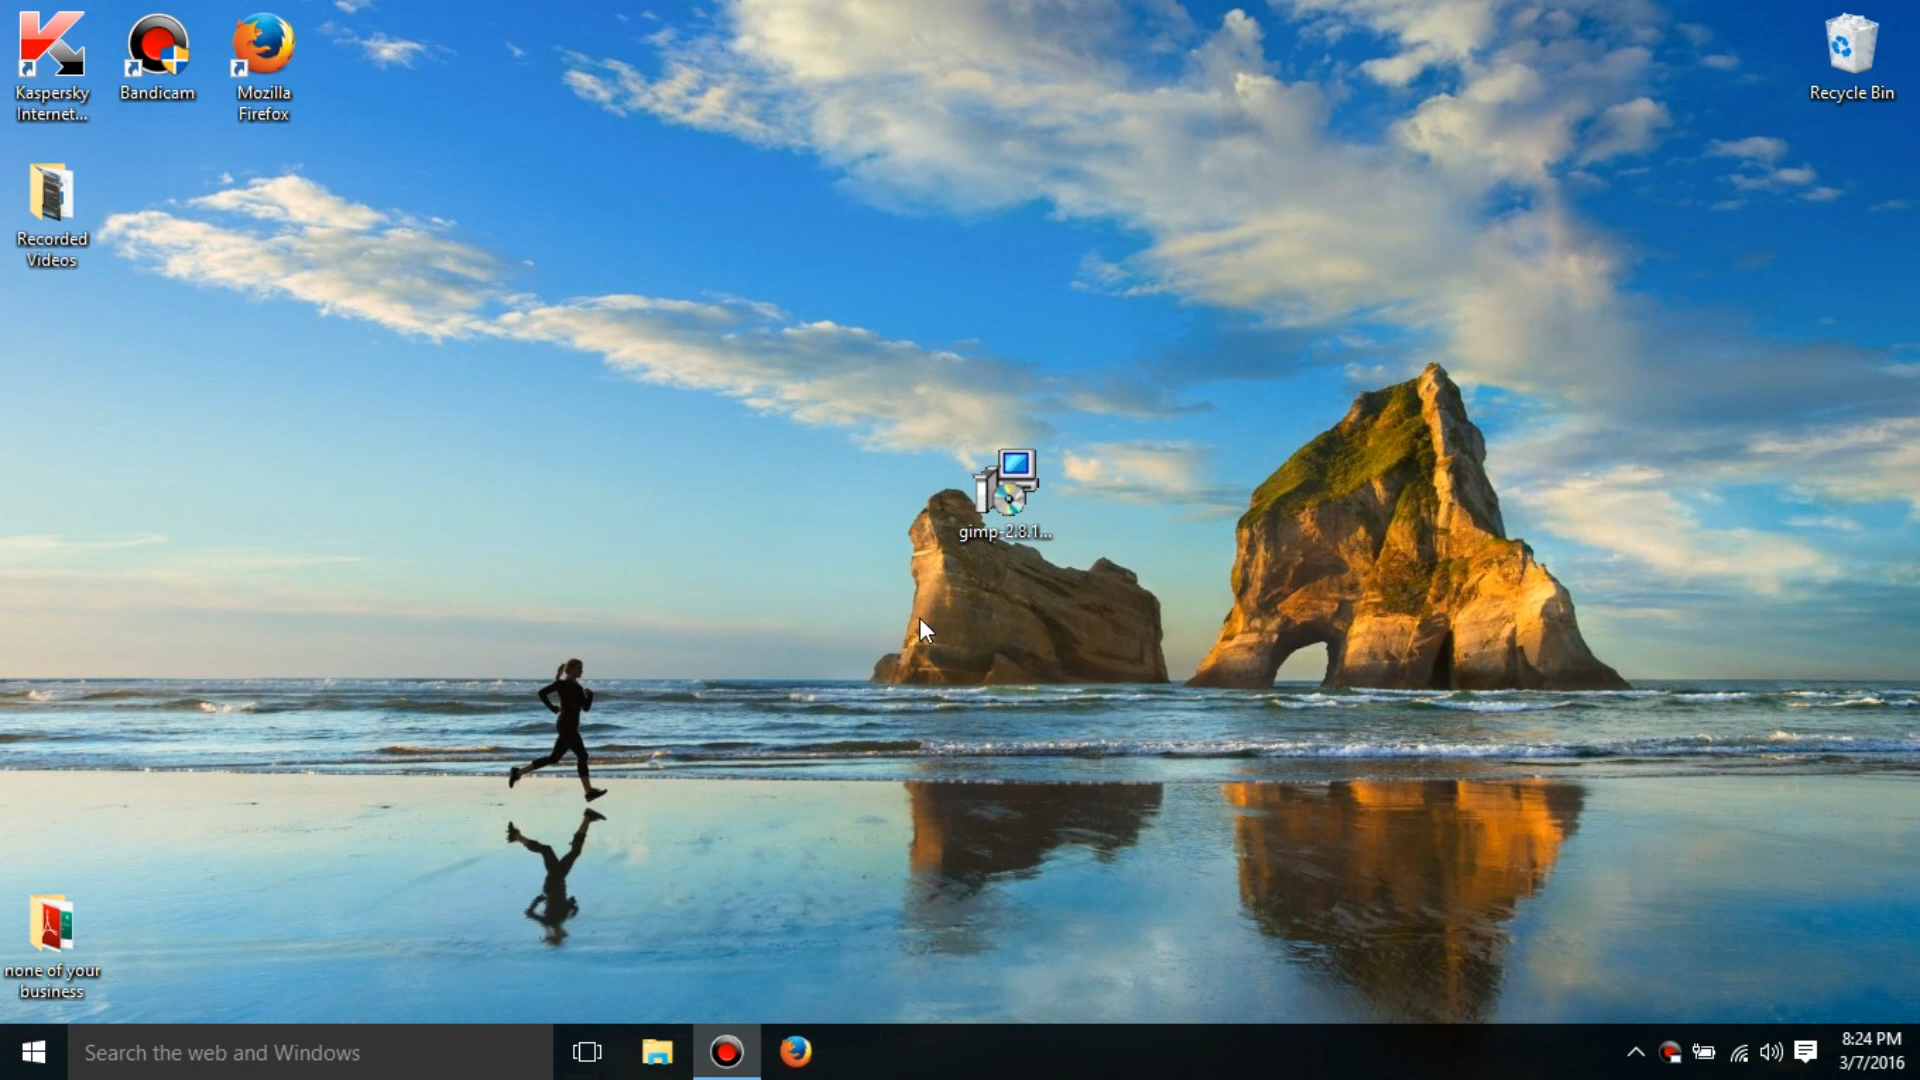 Kaspersky
Internet...
Bandicam
Mozilla
Firefox
Recycle Bin
Recorded
Videos
gimp-2.8.1...
none of your
business
Search the web and Windows
8:24 PM
3/7/2016